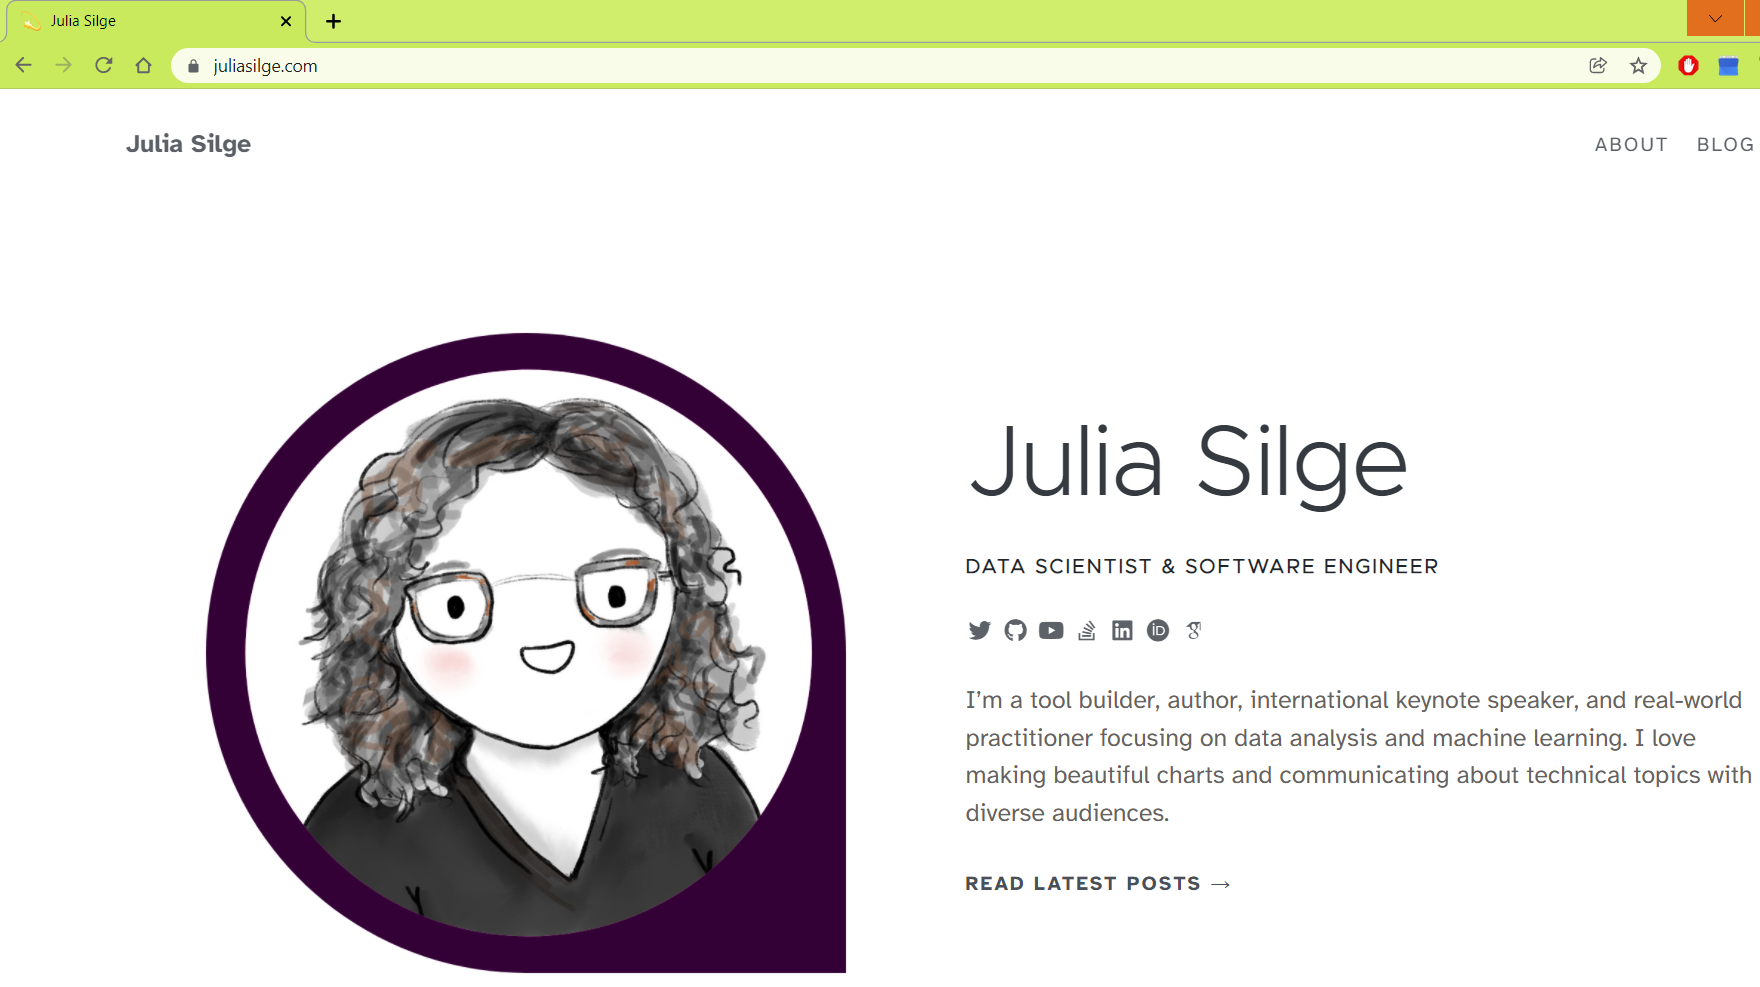 Julia Silge
juliasilge.com
Julia Silge
ABOUT BLOG
Julia Silge
DATA SCIENTIST & SOFTWARE ENGINEER
I’m a tool builder, author, international keynote speaker, and real-world
practitioner focusing on data analysis and machine learning. I love
making beautiful charts and communicating about technical topics with
diverse audiences.
READ LATEST POSTS →